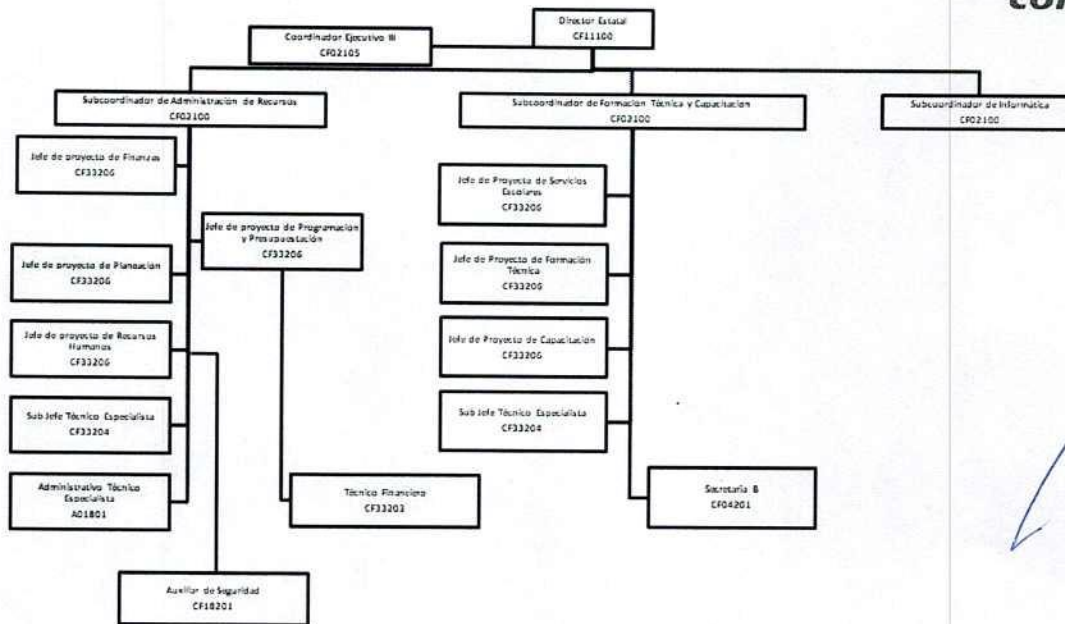 Director Estatal
CF11100
Coordinador Ejecutivo III
CF02105
Subcoordinador de Administración de Recursos
CF02100
Subcoordinador de Formación Técnica y Capacitación
CF02100
Subcoordinador de Informática
CF02100
Jefe de proyecto de Finanzas
CF33206
Jefe de proyecto de Programación
y Presupuestación
CF33206
Jefe de proyecto de Planeación
CF33206
Jefe de proyecto de Recursos
Humanos
CF33206
Sub Jefe Técnico Especialista
CF33204
Administrativo Técnico
Especialista
A01801
Técnico Financiero
CF33203
Auxiliar de Seguridad
CF18201
Jefe de Proyecto de Servicios
Escolares
CF33206
Jefe de Proyecto de Formación
Técnica
CF33206
Jefe de Proyecto de Capacitación
CF33206
Sub Jefe Técnico Especialista
CF33204
Secretaria B
CF04201